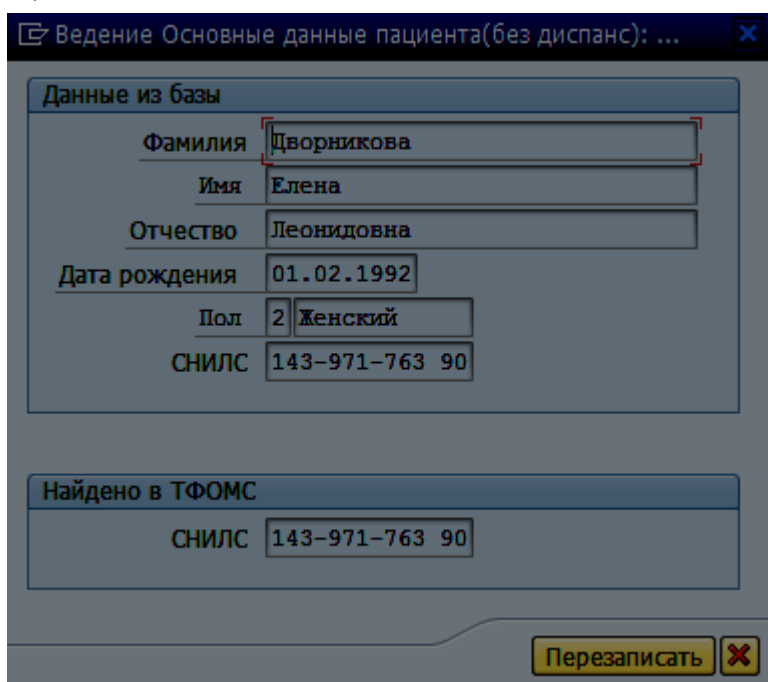 Ведение Основны е данные пациента(без диспанс): ...
Данные из базы
Фамилия Дворникова
Имя Елена
Отчество Леонидовна
Дата рождения 01.02.1992
Пол 2 Женский
СНИЛС 143-971-763 90
Найдено в ТФОМС
СНИЛС 143-971-763 90
Перезаписать